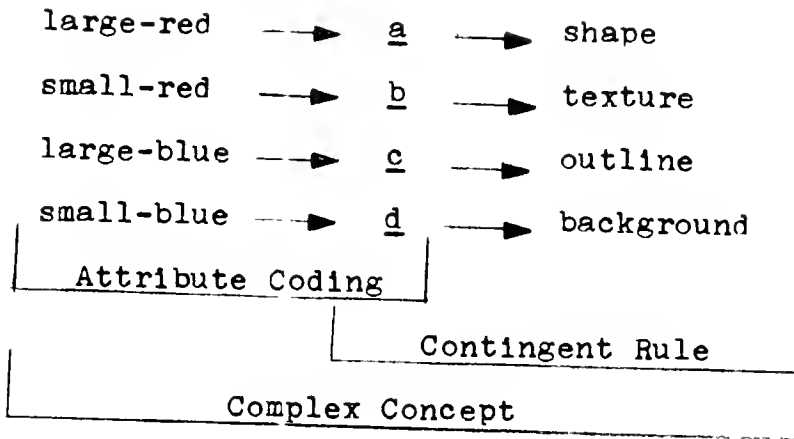 large-red → a → shape
small-red → b → texture
large-blue → c → outline
small-blue → d → background
Attribute Coding
Contingent Rule
Complex Concept